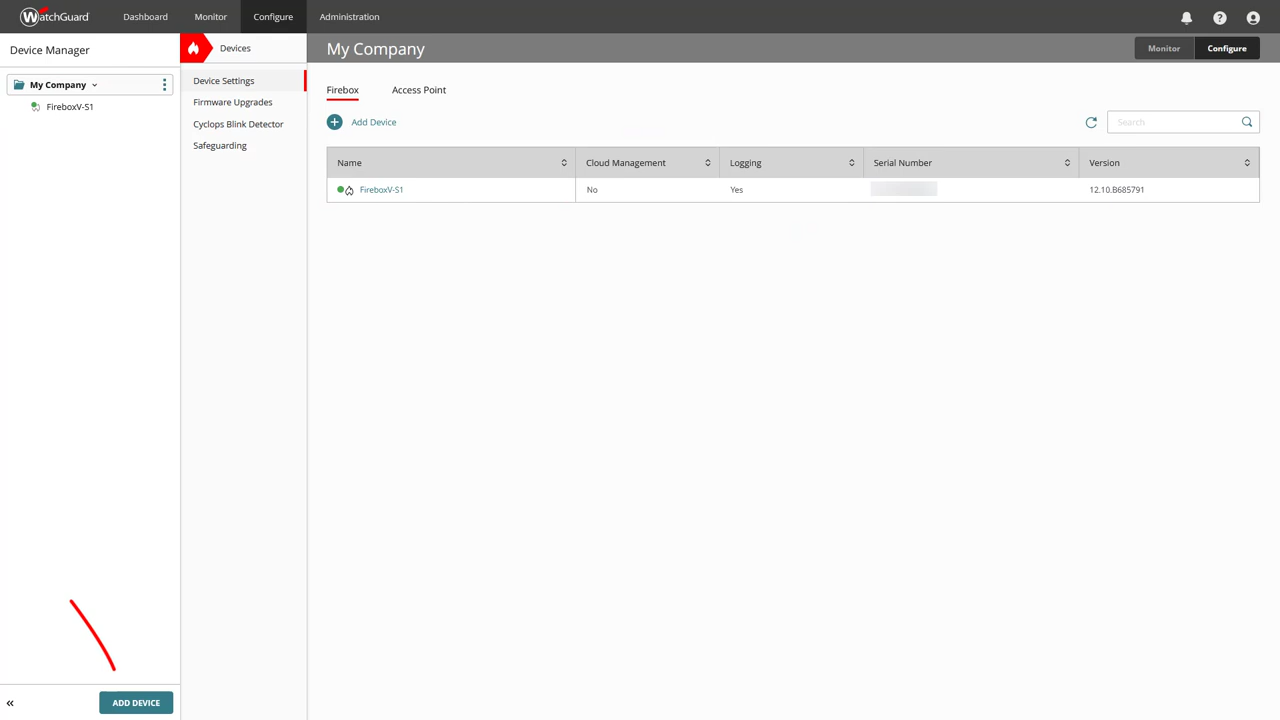 WatchGuard Dashboard Monitor Configure Administration
Device Manager
My Company
FireboxV-S1
ADD DEVICE
Devices
Device Settings
Firmware Upgrades
Cyclops Blink Detector
Safeguarding
My Company
Monitor Configure
Firebox Access Point
Add Device
Search
Name Cloud Management Logging Serial Number Version
FireboxV-S1 No Yes 12.10.B685791